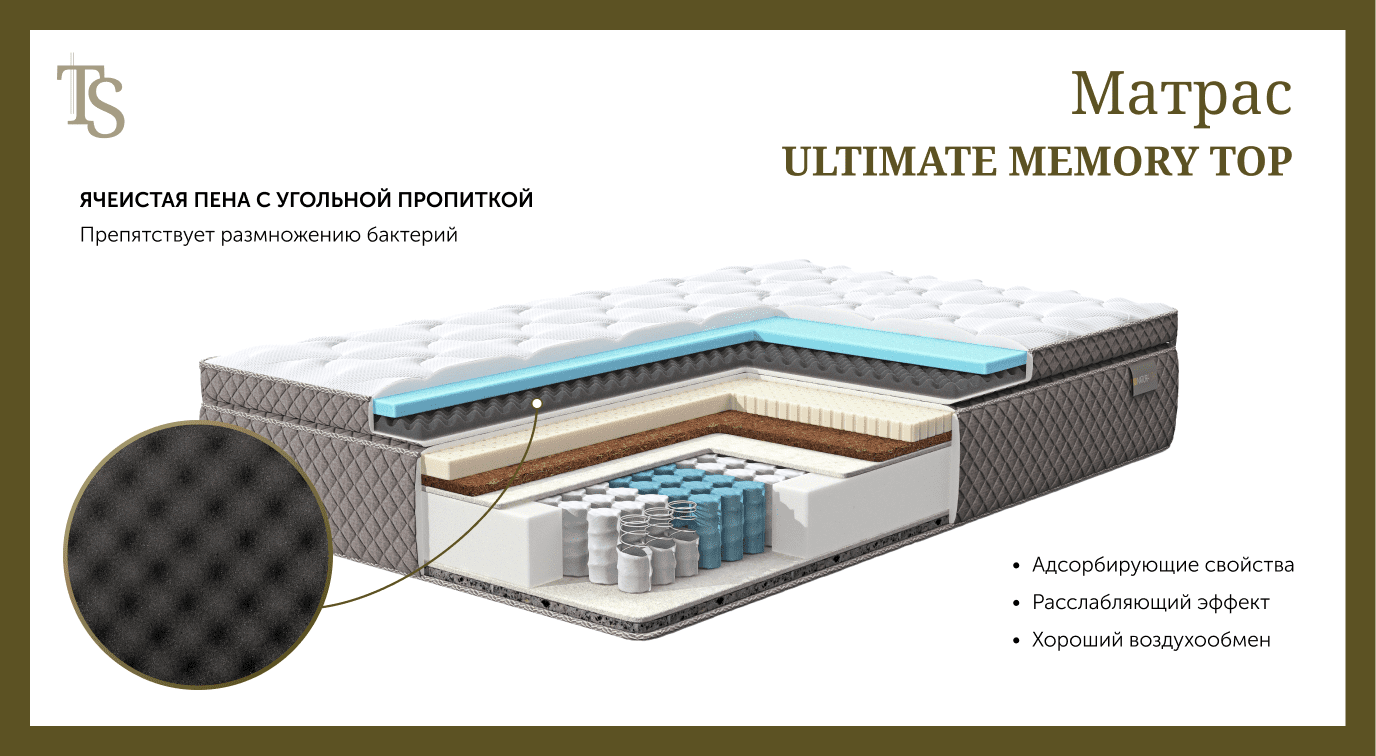 TS
Матрас
ULTIMATE MEMORY TOP
ЯЧЕИСТАЯ ПЕНА С УГОЛЬНОЙ ПРОПИТКОЙ
Препятствует размножению бактерий
• Адсорбирующие свойства
• Расслабляющий эффект
• Хороший воздухообмен